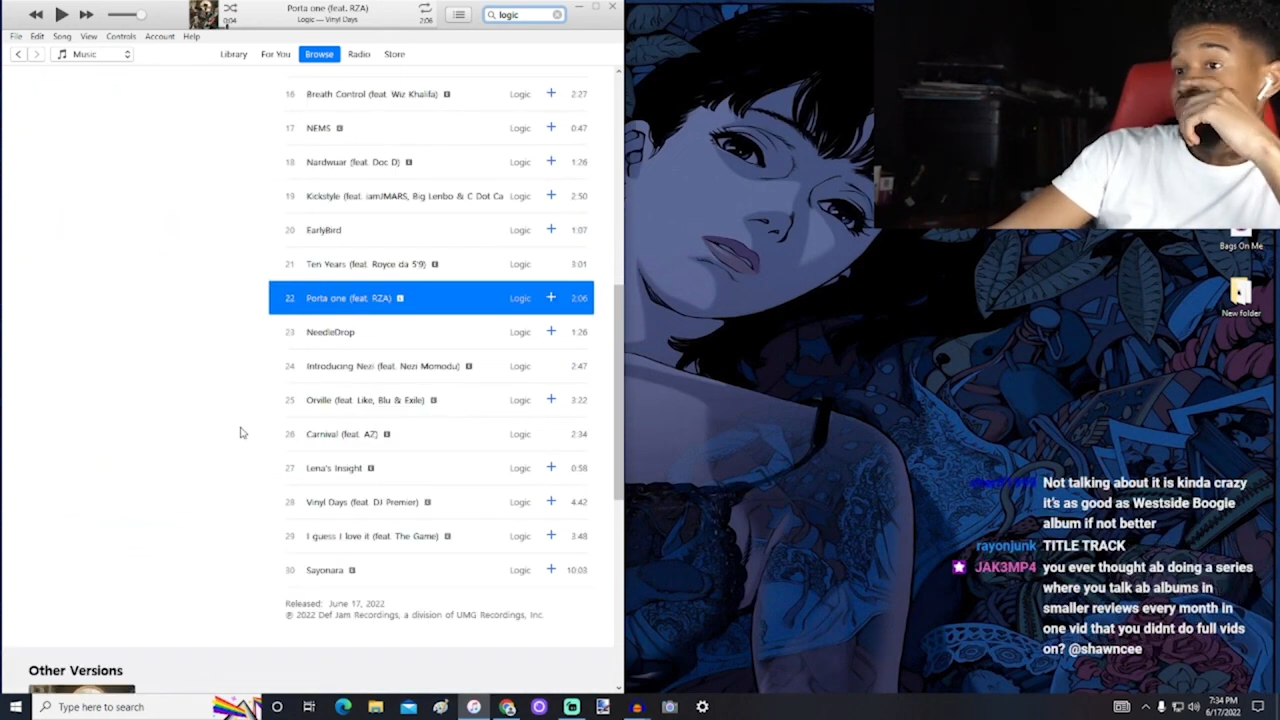 Porta one (feat. RZA)
Logic — Vinyl Days
0:04
2:06
logic
File Edit Song View Controls Account Help
Music
Library For You Browse Radio Store
16 Breath Control (feat. Wiz Khalifa) Logic + 2:27
17 NEMS Logic + 0:47
18 Nardwuar (feat. Doc D) Logic + 1:26
19 Kickstyle (feat. iamJMARS, Big Lenbo & C Dot Ca Logic + 2:50
20 EarlyBird Logic + 1:07
21 Ten Years (feat. Royce da 5'9) Logic 3:01
22 Porta one (feat. RZA) Logic + 2:06
23 NeedleDrop Logic + 1:26
24 Introducing Nezi (feat. Nezi Momodu) Logic 2:47
25 Orville (feat. Like, Blu & Exile) Logic + 3:22
26 Carnival (feat. AZ) Logic 2:34
27 Lena's Insight Logic + 0:58
28 Vinyl Days (feat. DJ Premier) Logic + 4:42
29 I guess I love it (feat. The Game) Logic + 3:48
30 Sayonara Logic + 10:03
Released: June 17, 2022
℗ 2022 Def Jam Recordings, a division of UMG Recordings, Inc.
Other Versions
Bags On Me
New folder
Not talking about it is kinda crazy
it's as good as Westside Boogie
album if not better
rayonjunk TITLE TRACK
JAK3MP4 you ever thought ab doing a series
where you talk ab albums in
smaller reviews every month in
one vid that you didnt do full vids
on? @shawncee
Type here to search
7:34 PM
6/17/2022